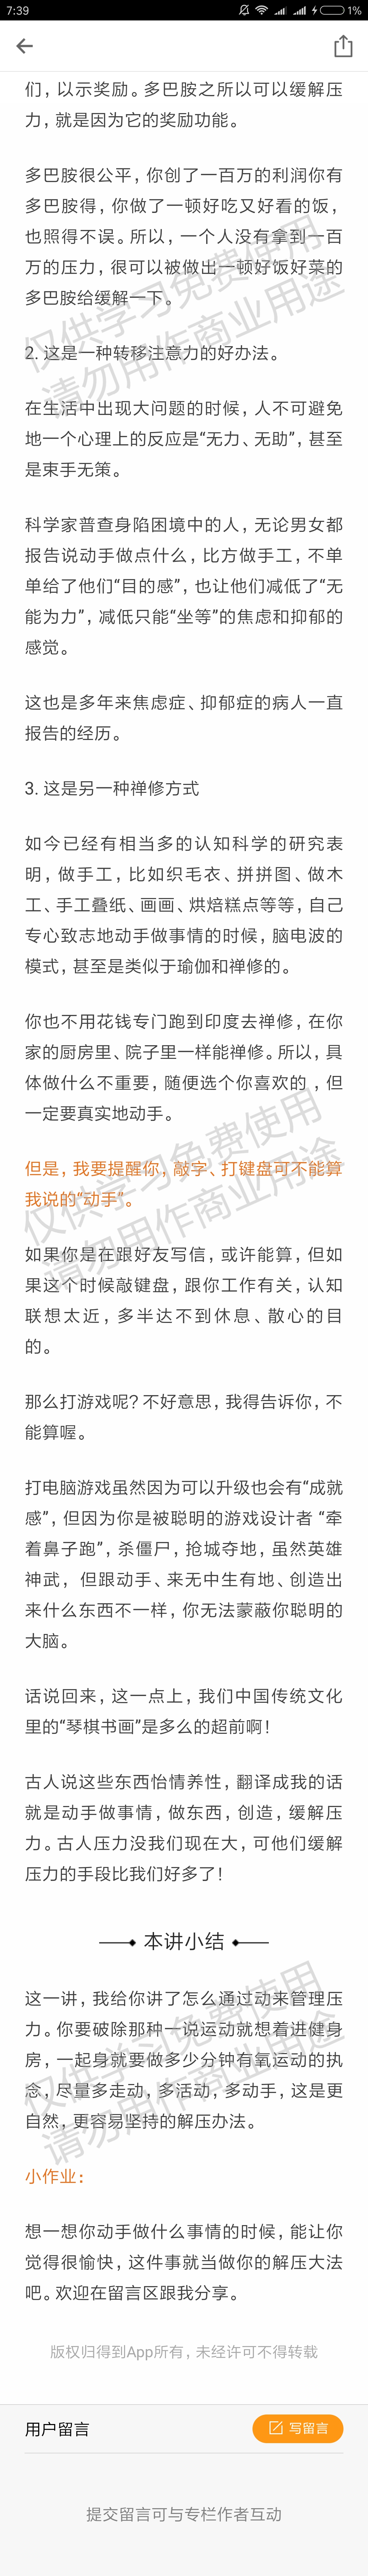 7:39
1%
们，以示奖励。多巴胺之所以可以缓解压
力，就是因为它的奖励功能。
多巴胺很公平，你创了一百万的利润你有
多巴胺得，你做了一顿好吃又好看的饭，
也照得不误。所以，一个人没有拿到一百
万的压力，很可以被做出一顿好饭好菜的
多巴胺给缓解一下。
仅供学习免费使用
请勿用作商业用途
2. 这是一种转移注意力的好办法。
在生活中出现大问题的时候，人不可避免
地一个心理上的反应是“无力、无助”，甚至
是束手无策。
科学家普查身陷困境中的人，无论男女都
报告说动手做点什么，比方做手工，不单
单给了他们“目的感”，也让他们减低了“无
能为力”，减低只能“坐等”的焦虑和抑郁的
感觉。
这也是多年来焦虑症、抑郁症的病人一直
报告的经历。
3. 这是另一种禅修方式
如今已经有相当多的认知科学的研究表
明，做手工，比如织毛衣、拼拼图、做木
工、手工叠纸、画画、烘焙糕点等等，自己
专心致志地动手做事情的时候，脑电波的
模式，甚至是类似于瑜伽和禅修的。
你也不用花钱专门跑到印度去禅修，在你
家的厨房里、院子里一样能禅修。所以，具
体做什么不重要，随便选个你喜欢的，但
一定要真实地动手。
仅供学习免费使用
请勿用作商业用途
但是，我要提醒你，敲字、打键盘可不能算
我说的“动手”。
如果你是在跟好友写信，或许能算，但如
果这个时候敲键盘，跟你工作有关，认知
联想太近，多半达不到休息、散心的目
的。
那么打游戏呢？不好意思，我得告诉你，不
能算喔。
打电脑游戏虽然因为可以升级也会有“成就
感”，但因为你是被聪明的游戏设计者 “牵
着鼻子跑”，杀僵尸，抢城夺地，虽然英雄
神武，但跟动手、来无中生有地、创造出
来什么东西不一样，你无法蒙蔽你聪明的
大脑。
话说回来，这一点上，我们中国传统文化
里的“琴棋书画”是多么的超前啊！
古人说这些东西怡情养性，翻译成我的话
就是动手做事情，做东西，创造，缓解压
力。古人压力没我们现在大，可他们缓解
压力的手段比我们好多了！
本讲小结
仅供学习免费使用
请勿用作商业用途
这一讲，我给你讲了怎么通过动来管理压
力。你要破除那种一说运动就想着进健身
房，一起身就要做多少分钟有氧运动的执
念，尽量多走动，多活动，多动手，这是更
自然，更容易坚持的解压办法。
小作业：
想一想你动手做什么事情的时候，能让你
觉得很愉快，这件事就当做你的解压大法
吧。欢迎在留言区跟我分享。
版权归得到App所有，未经许可不得转载
用户留言
写留言
提交留言可与专栏作者互动